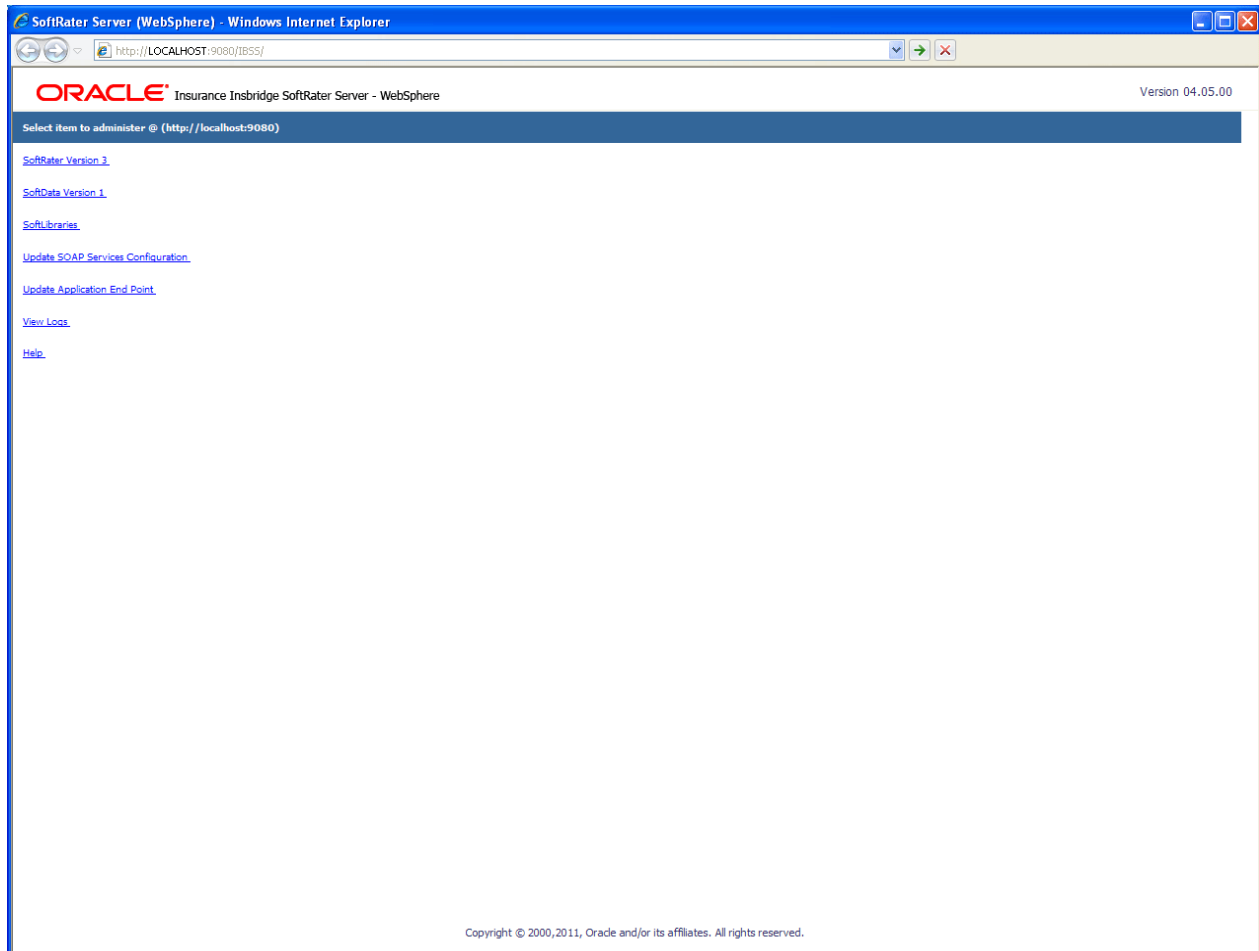 SoftRater Server (WebSphere) - Windows Internet Explorer
http://LOCALHOST:9080/IBSS/
ORACLE Insurance Insbridge SoftRater Server - WebSphere
Version 04.05.00
Select item to administer @ (http://localhost:9080)
SoftRater Version 3
SoftData Version 1
SoftLibraries
Update SOAP Services Configuration
Update Application End Point
View Logs
Help
Copyright © 2000,2011, Oracle and/or its affiliates. All rights reserved.